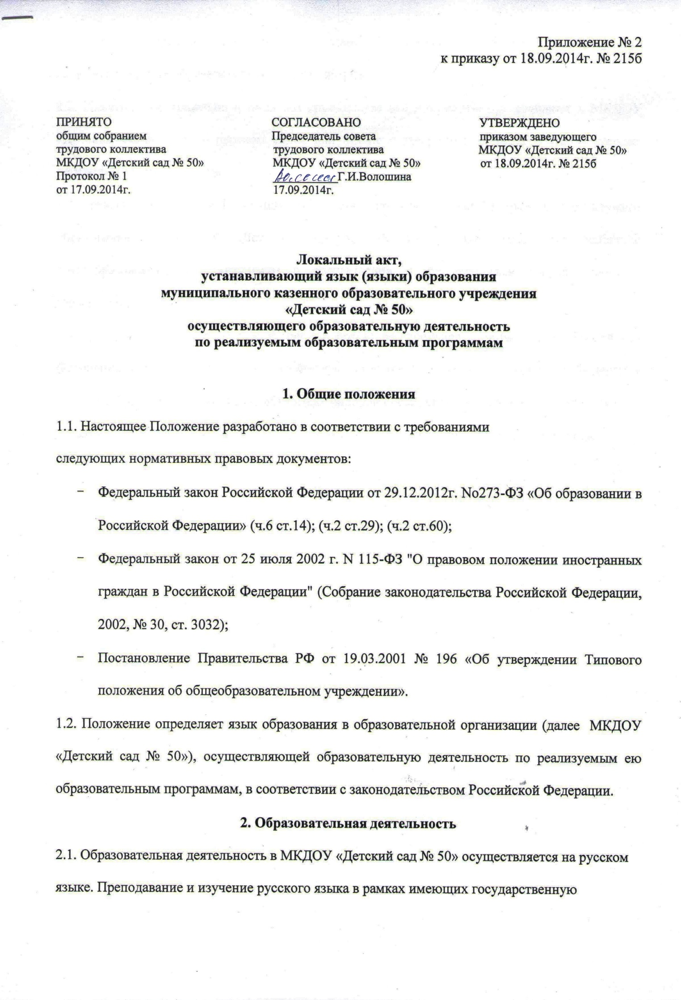 Приложение № 2
к приказу от 18.09.2014г. № 215б
ПРИНЯТО
общим собранием
трудового коллектива
МКДОУ «Детский сад № 50»
Протокол № 1
от 17.09.2014г.
СОГЛАСОВАНО
Председатель совета
трудового коллектива
МКДОУ «Детский сад № 50»
Г.И.Волошина
17.09.2014г.
УТВЕРЖДЕНО
приказом заведующего
МКДОУ «Детский сад № 50»
от 18.09.2014г. № 215б
Локальный акт,
устанавливающий язык (языки) образования
муниципального казенного образовательного учреждения
«Детский сад № 50»
осуществляющего образовательную деятельность
по реализуемым образовательным программам
1. Общие положения
1.1. Настоящее Положение разработано в соответствии с требованиями
следующих нормативных правовых документов:
− Федеральный закон Российской Федерации от 29.12.2012г. No273-ФЗ «Об образовании в
Российской Федерации» (ч.6 ст.14); (ч.2 ст.29); (ч.2 ст.60);
− Федеральный закон от 25 июля 2002 г. N 115-ФЗ "О правовом положении иностранных
граждан в Российской Федерации" (Собрание законодательства Российской Федерации,
2002, № 30, ст. 3032);
− Постановление Правительства РФ от 19.03.2001 № 196 «Об утверждении Типового
положения об общеобразовательном учреждении».
1.2. Положение определяет язык образования в образовательной организации (далее МКДОУ
«Детский сад № 50»), осуществляющей образовательную деятельность по реализуемым ею
образовательным программам, в соответствии с законодательством Российской Федерации.
2. Образовательная деятельность
2.1. Образовательная деятельность в МКДОУ «Детский сад № 50» осуществляется на русском
языке. Преподавание и изучение русского языка в рамках имеющих государственную